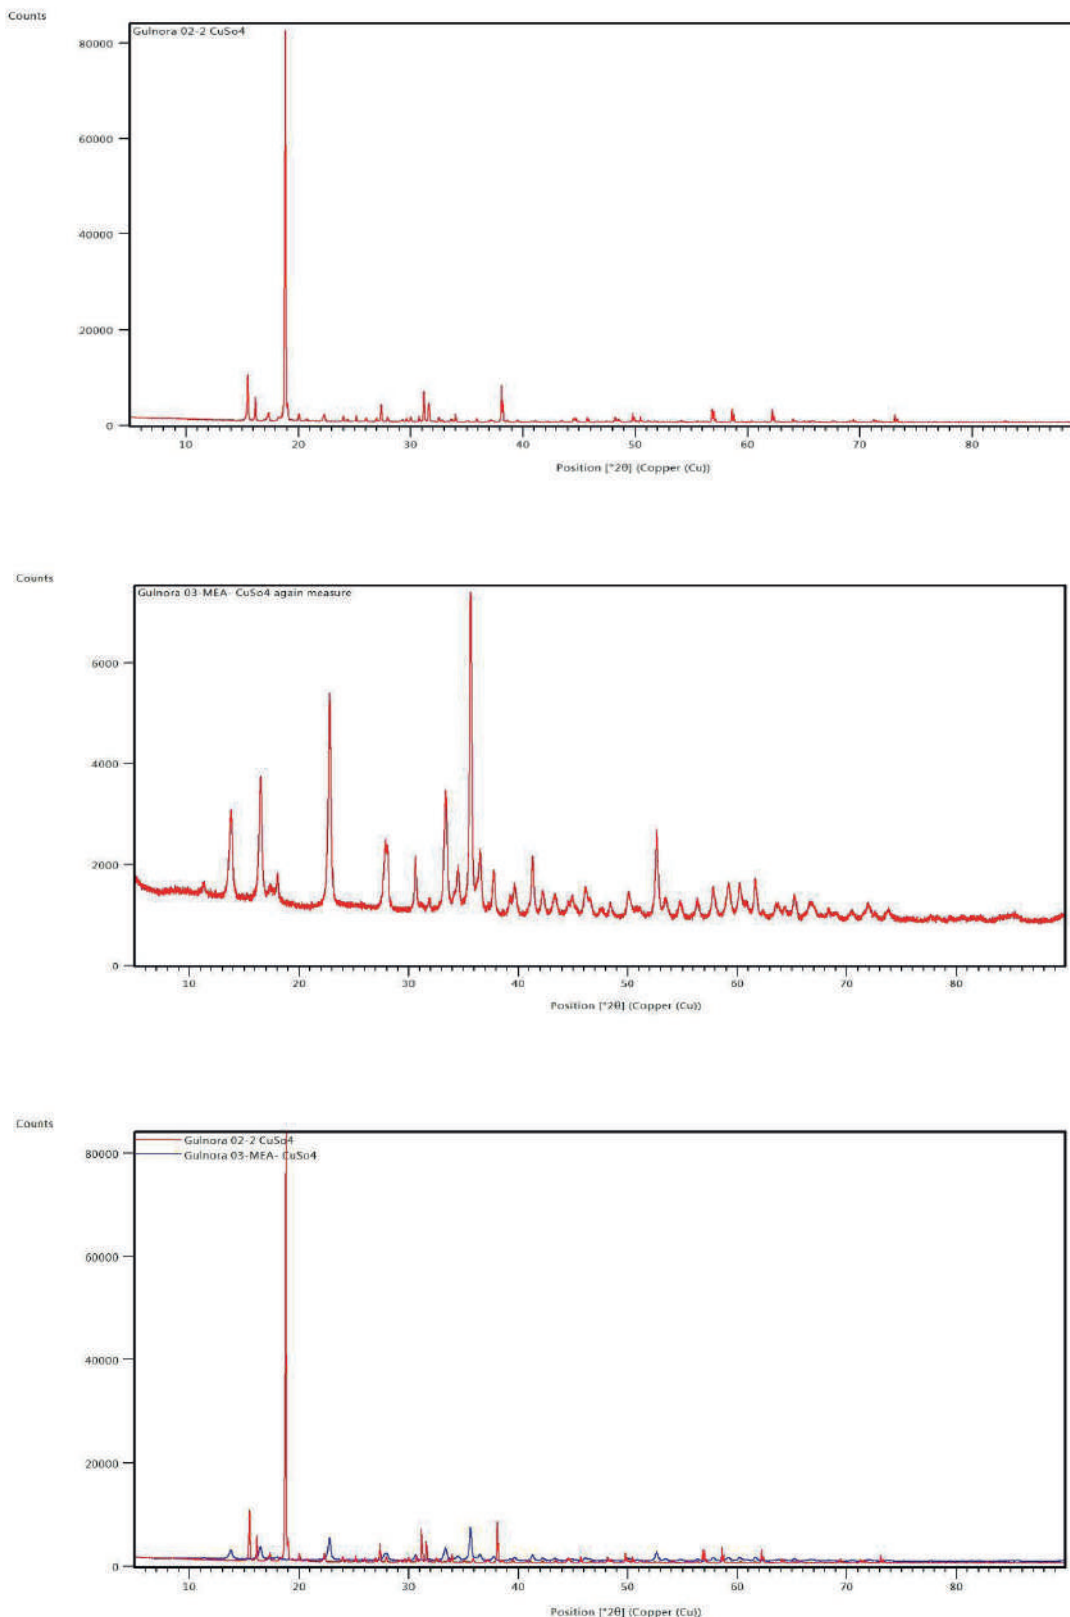 Counts
Gulnora 02-2 CuSo4
80000
60000
40000
20000
0
10 20 30 40 50 60 70 80
Position [°2θ] (Copper (Cu))
Counts
Gulnora 03-MEA- CuSo4 again measure
6000
4000
2000
0
10 20 30 40 50 60 70 80
Position [°2θ] (Copper (Cu))
Counts
Gulnora 02-2 CuSo4
Gulnora 03-MEA- CuSo4
80000
60000
40000
20000
0
10 20 30 40 50 60 70 80
Position [°2θ] (Copper (Cu))